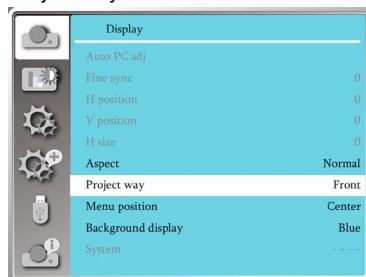 Display
Auto PC adj
Fine sync 0
H position 0
V position 0
H size 0
Aspect Normal
Project way Front
Menu position Center
Background display Blue
System ----